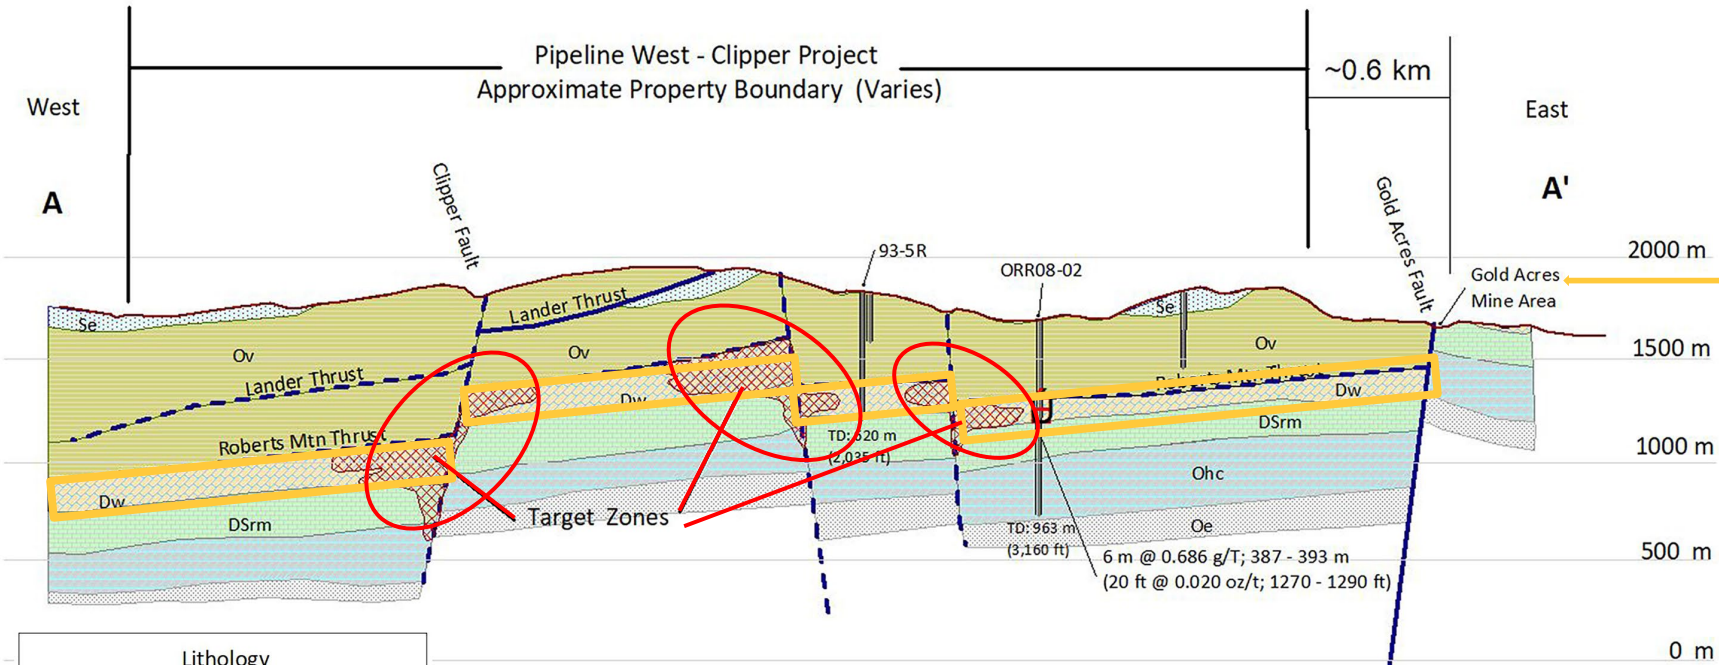 Pipeline West - Clipper Project
Approximate Property Boundary (Varies)
~0.6 km
West
East
A
A'
Clipper Fault
Gold Acres Fault
93-5R
ORR08-02
2000 m
Gold Acres
Mine Area
Se
Lander Thrust
Se
Ov
Ov
Ov
1500 m
Lander Thrust
Roberts Mtn Thrust
Dw
Dw
Roberts Mtn Thrust
DSrm
TD: 620 m
(2,035 ft)
1000 m
Ohc
Dw
DSrm
Target Zones
TD: 963 m
(3,160 ft)
Oe
6 m @ 0.686 g/T; 387 - 393 m
(20 ft @ 0.020 oz/t; 1270 - 1290 ft)
500 m
Lithology
0 m